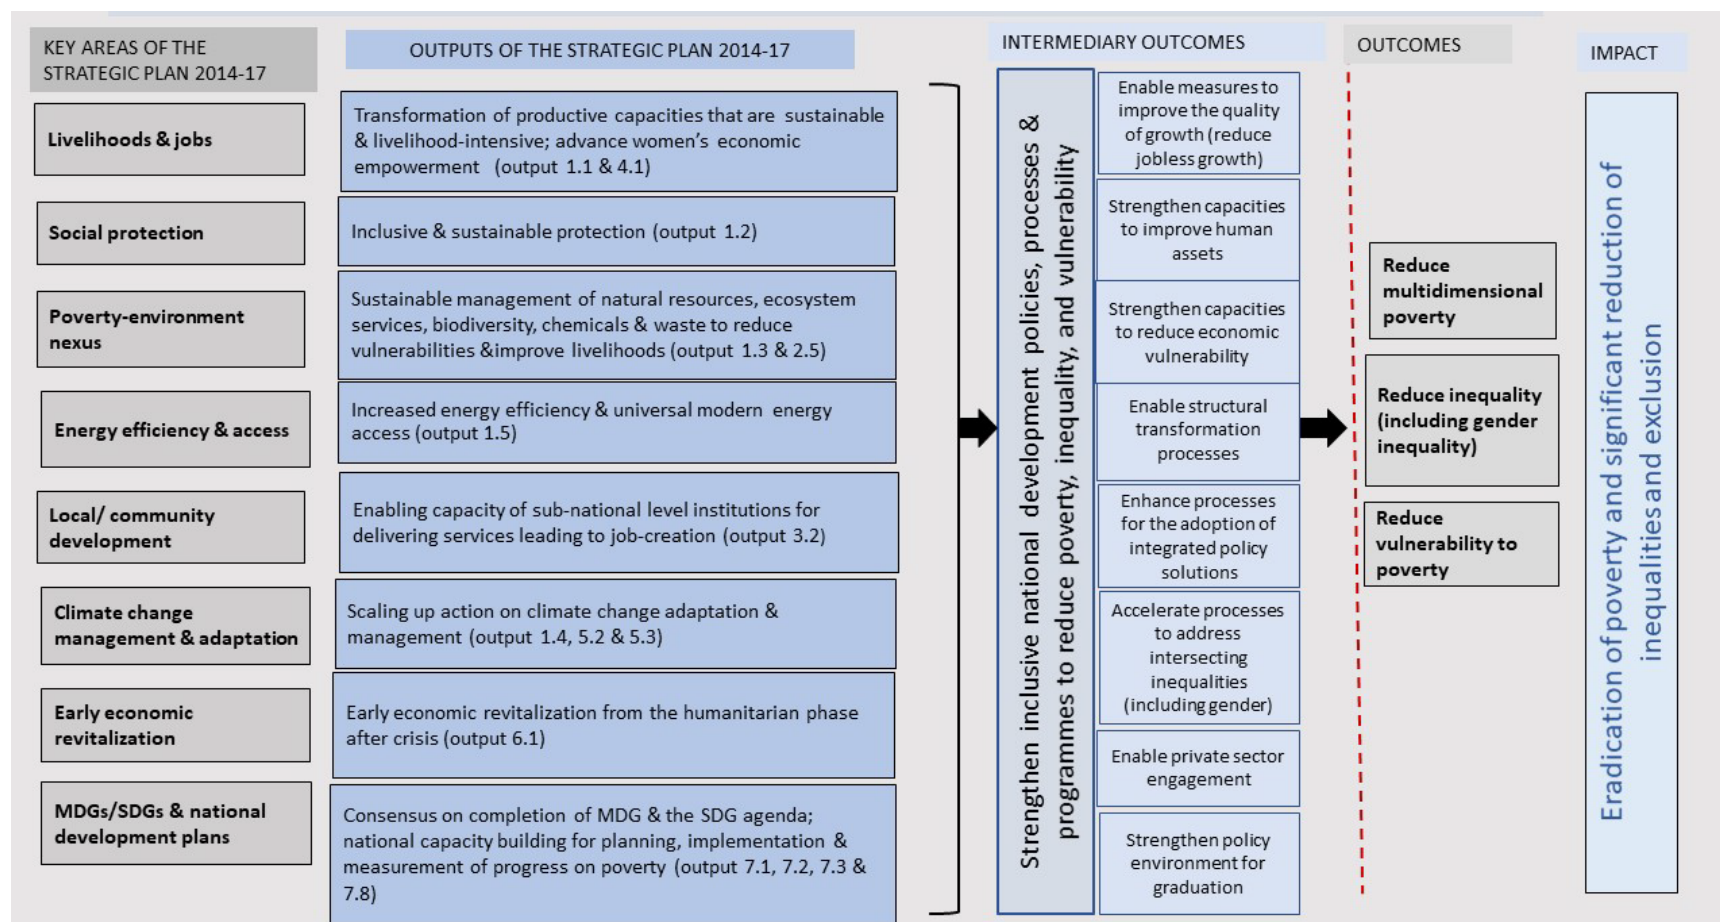 KEY AREAS OF THE
STRATEGIC PLAN 2014-17
Livelihoods & jobs
Social protection
Poverty-environment
nexus
Energy efficiency & access
Local/ community
development
Climate change
management & adaptation
Early economic
revitalization
MDGs/SDGs & national
development plans
OUTPUTS OF THE STRATEGIC PLAN 2014-17
Transformation of productive capacities that are sustainable
& livelihood-intensive; advance women's economic
empowerment (output 1.1 & 4.1)
Inclusive & sustainable protection (output 1.2)
Sustainable management of natural resources, ecosystem
services, biodiversity, chemicals & waste to reduce
vulnerabilities &improve livelihoods (output 1.3 & 2.5)
Increased energy efficiency & universal modern energy
access (output 1.5)
Enabling capacity of sub-national level institutions for
delivering services leading to job-creation (output 3.2)
Scaling up action on climate change adaptation &
management (output 1.4, 5.2 & 5.3)
Early economic revitalization from the humanitarian phase
after crisis (output 6.1)
Consensus on completion of MDG & the SDG agenda;
national capacity building for planning, implementation &
measurement of progress on poverty (output 7.1, 7.2, 7.3 &
7.8)
INTERMEDIARY OUTCOMES
Strengthen inclusive national development policies, processes &
programmes to reduce poverty, inequality, and vulnerability
Enable measures to
improve the quality
of growth (reduce
jobless growth)
Strengthen capacities
to improve human
assets
Strengthen capacities
to reduce economic
vulnerability
Enable structural
transformation
processes
Enhance processes
for the adoption of
integrated policy
solutions
Accelerate processes
to address
intersecting
inequalities
(including gender)
Enable private sector
engagement
Strengthen policy
environment for
graduation
OUTCOMES
Reduce
multidimensional
poverty
Reduce inequality
(including gender
inequality)
Reduce
vulnerability to
poverty
IMPACT
Eradication of poverty and significant reduction of
inequalities and exclusion